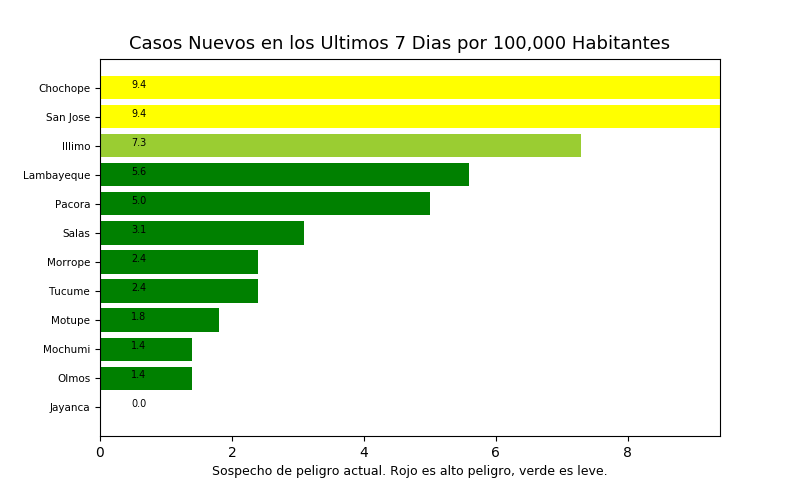 Casos Nuevos en los Ultimos 7 Dias por 100,000 Habitantes
Chochope 9.4
San Jose 9.4
Illimo 7.3
Lambayeque 5.6
Pacora 5.0
Salas 3.1
Morrope 2.4
Tucume 2.4
Motupe 1.8
Mochumi 1.4
Olmos 1.4
Jayanca 0.0
0 2 4 6 8
Sospecho de peligro actual. Rojo es alto peligro, verde es leve.